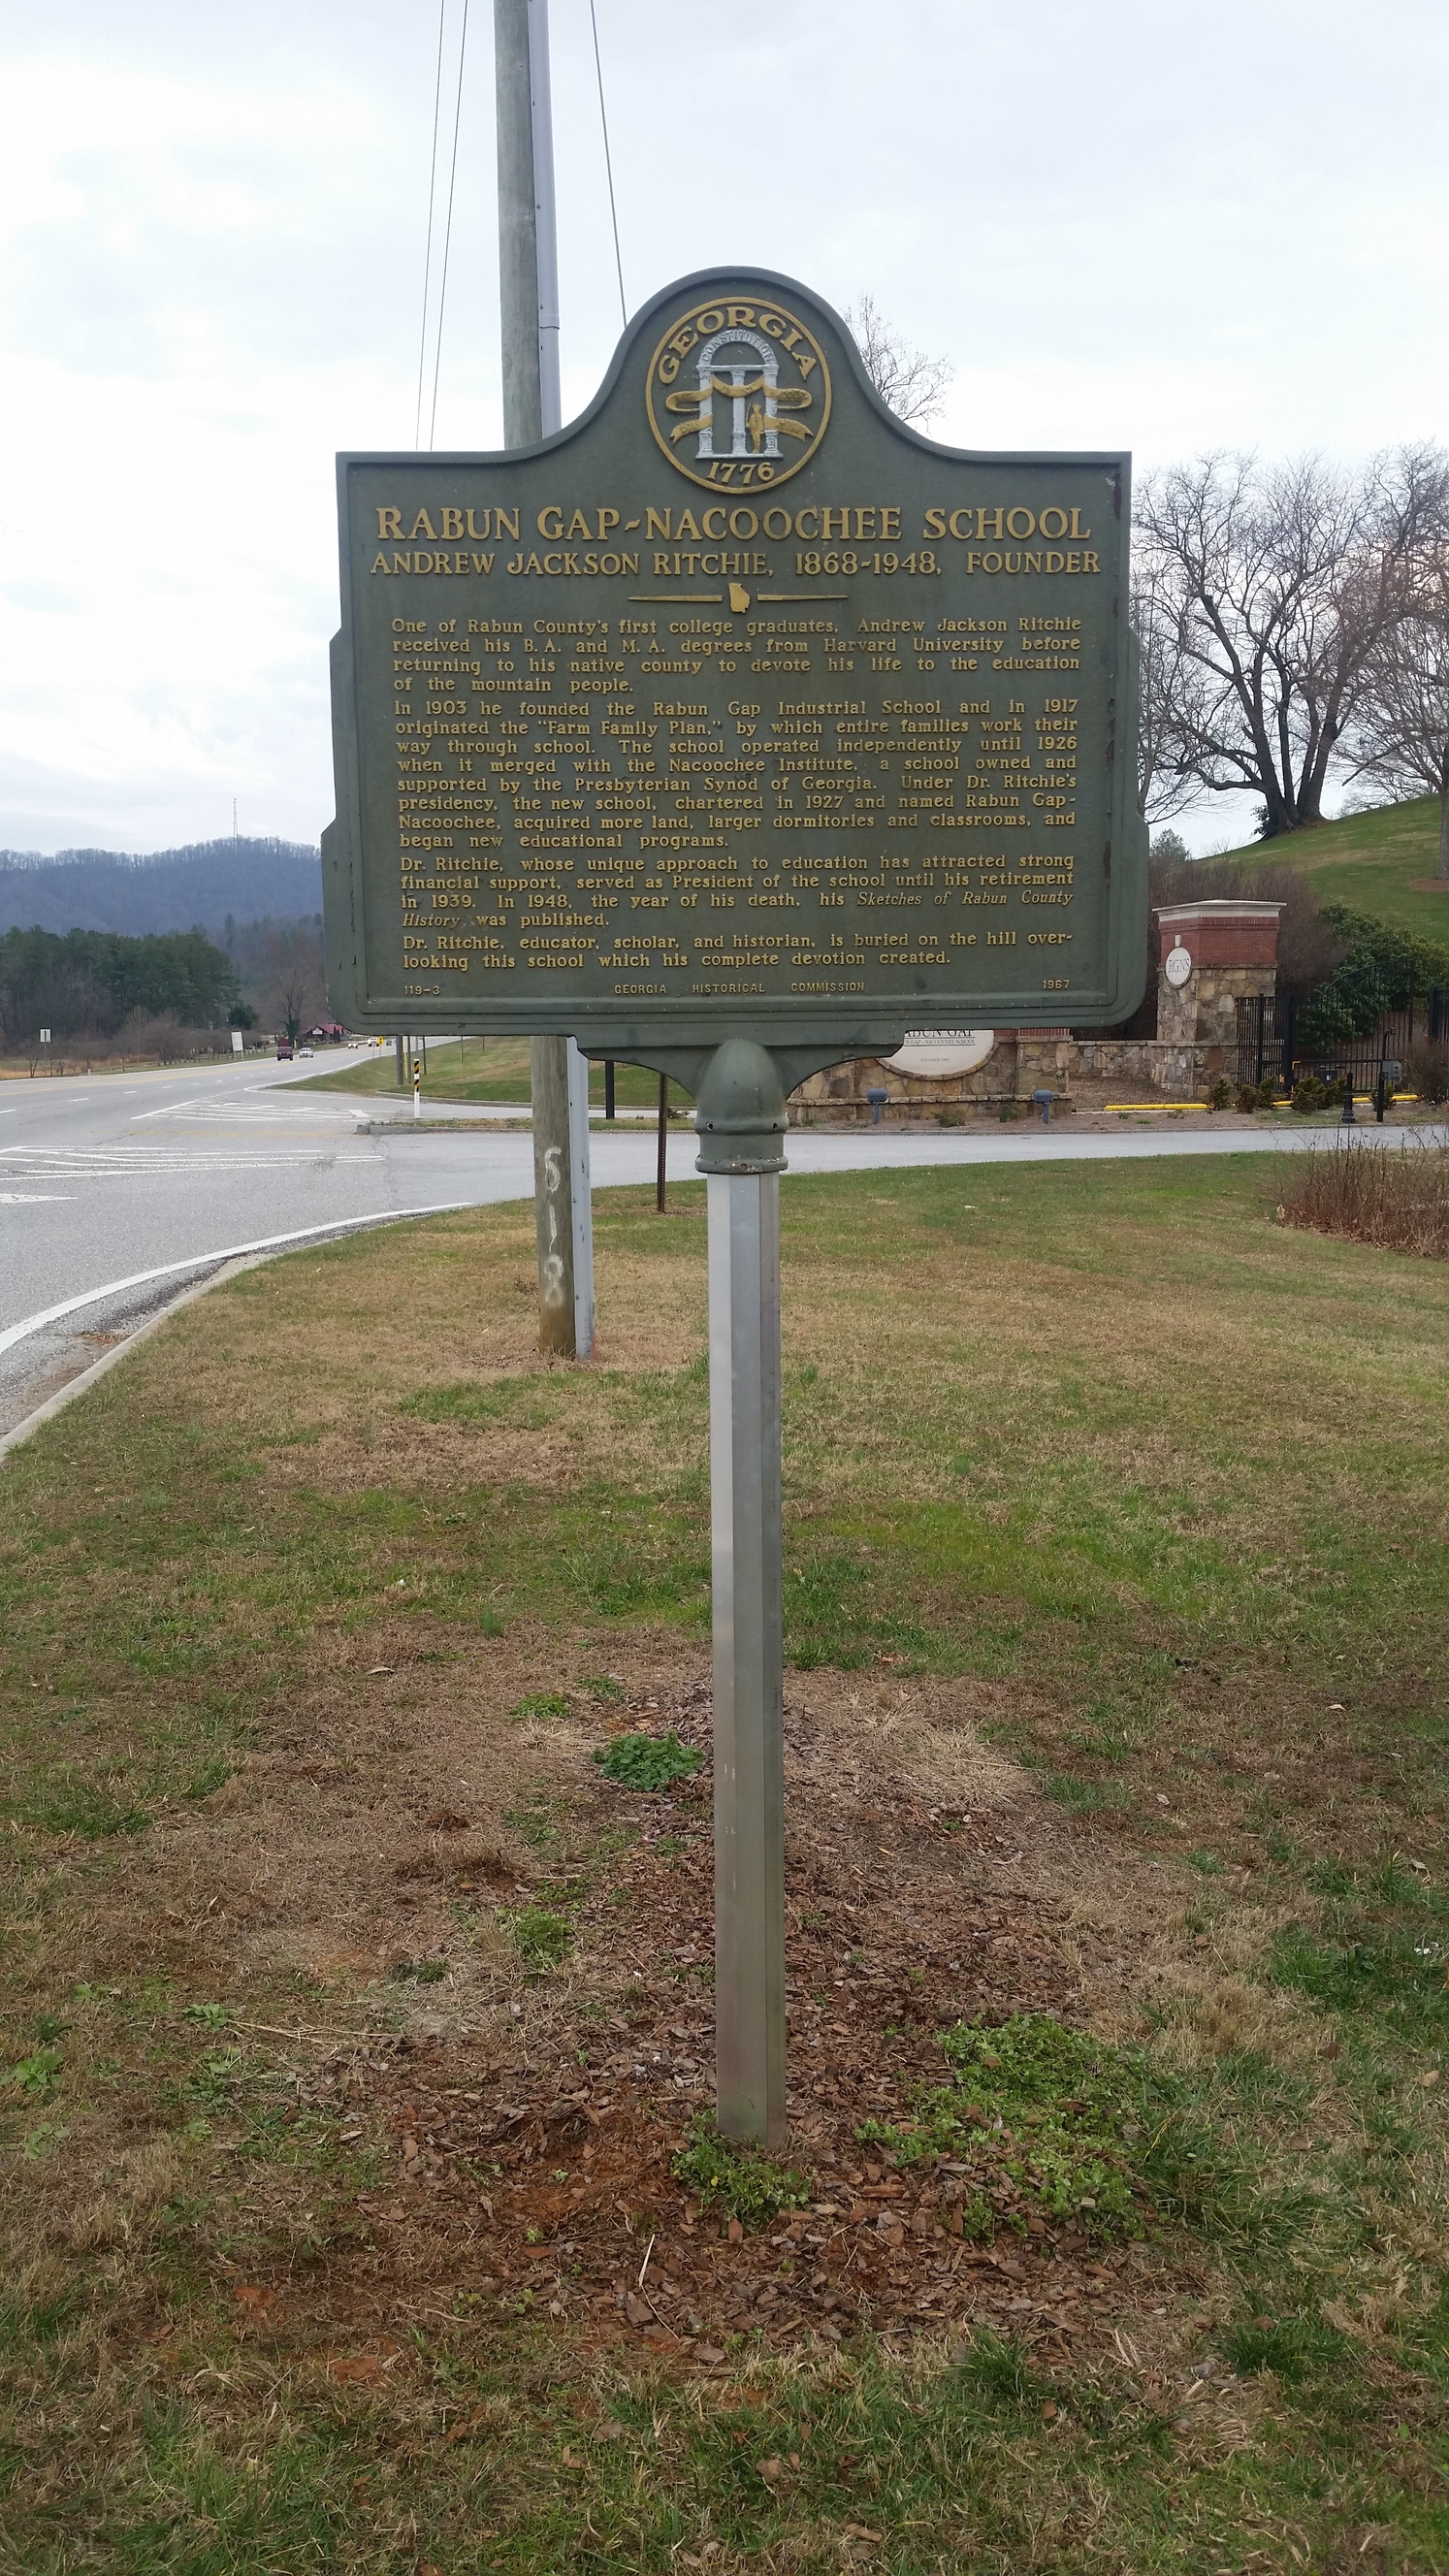 GEORGIA
CONSTITUTION
1776
RABUN GAP-NACOOCHEE SCHOOL
ANDREW JACKSON RITCHIE, 1868-1948, FOUNDER
One of Rabun County's first college graduates, Andrew Jackson Ritchie
received his B. A. and M. A. degrees from Harvard University before
returning to his native county to devote his life to the education
of the mountain people.
In 1903 he founded the Rabun Gap Industrial School and in 1917
originated the "Farm Family Plan," by which entire families work their
way through school. The school operated independently until 1926
when it merged with the Nacoochee Institute, a school owned and
supported by the Presbyterian Synod of Georgia. Under Dr. Ritchie's
presidency, the new school, chartered in 1927 and named Rabun Gap-
Nacoochee, acquired more land, larger dormitories and classrooms, and
began new educational programs.
Dr. Ritchie, whose unique approach to education has attracted strong
financial support, served as President of the school until his retirement
in 1939. In 1948, the year of his death, his Sketches of Rabun County
History, was published.
Dr. Ritchie, educator, scholar, and historian, is buried on the hill over-
looking this school which his complete devotion created.
119-3 GEORGIA HISTORICAL COMMISSION 1967
RGNS
RABUN GAP
618